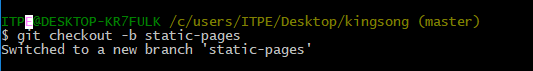 ITPE@DESKTOP-KR7FULK /c/users/ITPE/Desktop/kingsong (master)
$ git checkout -b static-pages
Switched to a new branch 'static-pages'